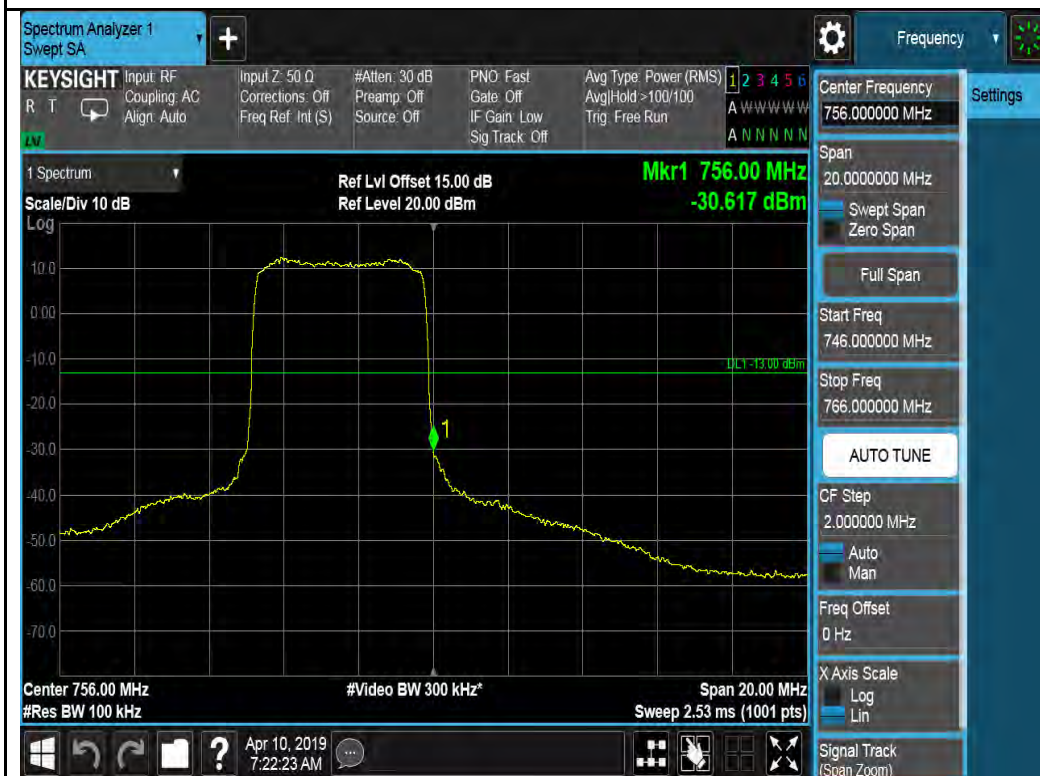 Spectrum Analyzer 1
Swept SA
+
Frequency
KEYSIGHT
R T
LXI
Input: RF
Coupling: AC
Align: Auto
Input Z: 50 Ω
Corrections: Off
Freq Ref: Int (S)
#Atten: 30 dB
Preamp: Off
Source: Off
PNO: Fast
Gate: Off
IF Gain: Low
Sig Track: Off
Avg Type: Power (RMS)
Avg|Hold >100/100
Trig: Free Run
1 2 3 4 5 6
A W W W W W
A N N N N N
1 Spectrum
Scale/Div 10 dB
Ref Lvl Offset 15.00 dB
Ref Level 20.00 dBm
Mkr1 756.00 MHz
-30.617 dBm
Log
10.0
0.00
-10.0
-20.0
-30.0
-40.0
-50.0
-60.0
-70.0
DL1 -13.00 dBm
1
Center 756.00 MHz
#Res BW 100 kHz
#Video BW 300 kHz*
Span 20.00 MHz
Sweep 2.53 ms (1001 pts)
Center Frequency
756.000000 MHz
Settings
Span
20.0000000 MHz
Swept Span
Zero Span
Full Span
Start Freq
746.000000 MHz
Stop Freq
766.000000 MHz
AUTO TUNE
CF Step
2.000000 MHz
Auto
Man
Freq Offset
0 Hz
X Axis Scale
Log
Lin
Signal Track
(Span Zoom)
?
Apr 10, 2019
7:22:23 AM